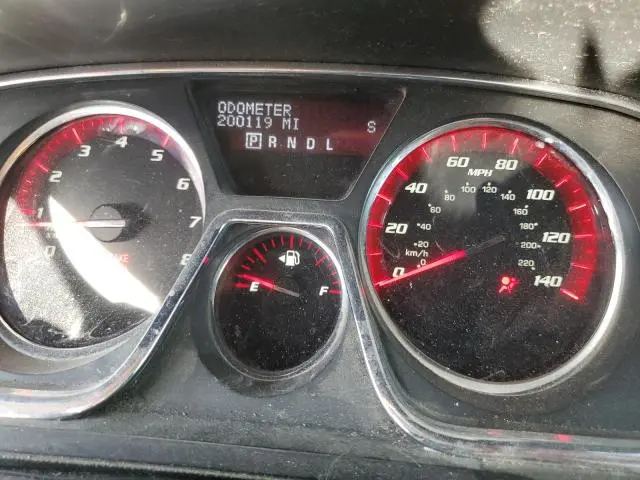 ODOMETER
200119 MI S
P R N D L
0 1 2 3 4 5 6 7 8
E F
0 20 40 60 80 100 120 140
MPH
km/h
0 20 40 60 80 100 120 140 160 180 200 220